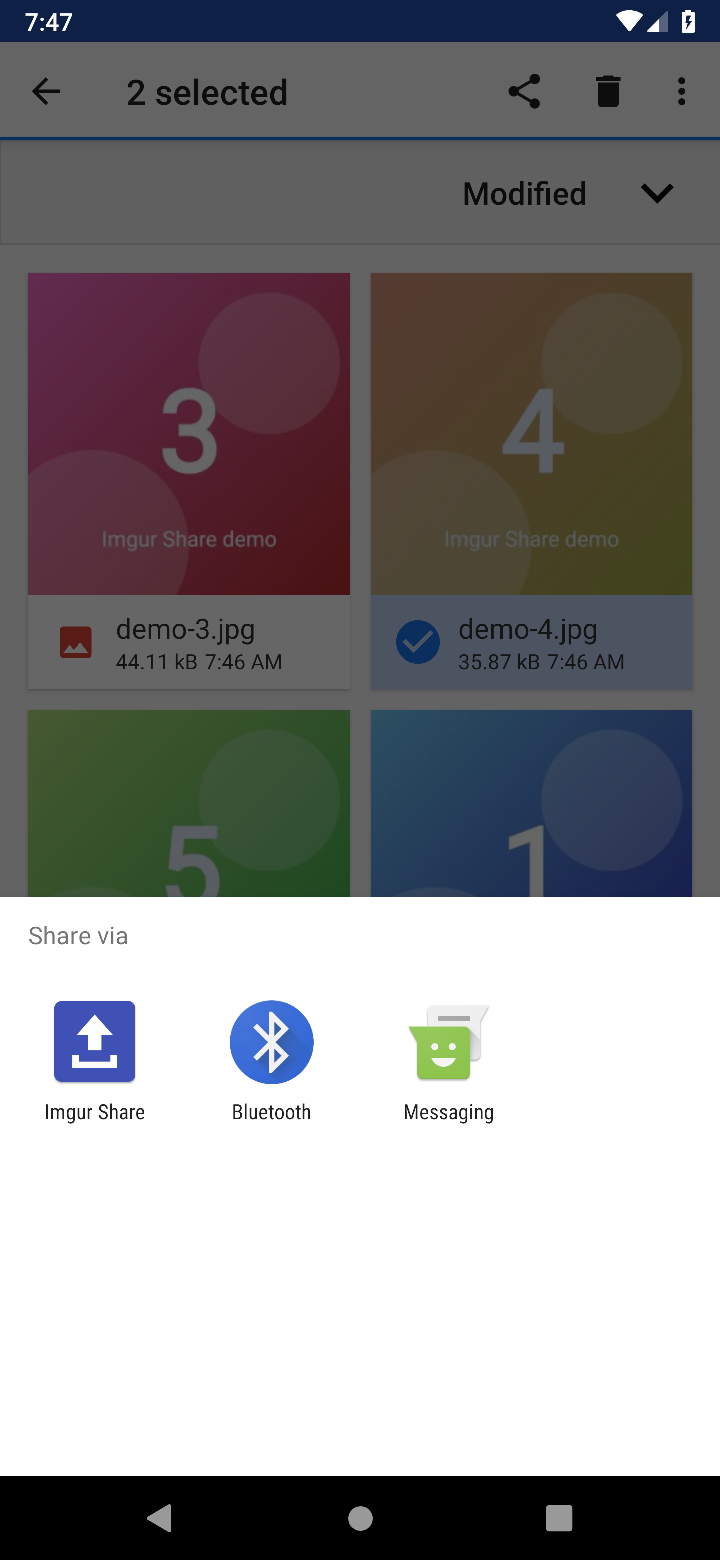 7:47
2 selected
Modified
3
Imgur Share demo
4
Imgur Share demo
demo-3.jpg
44.11 kB 7:46 AM
demo-4.jpg
35.87 kB 7:46 AM
5
1
Share via
Imgur Share
Bluetooth
Messaging